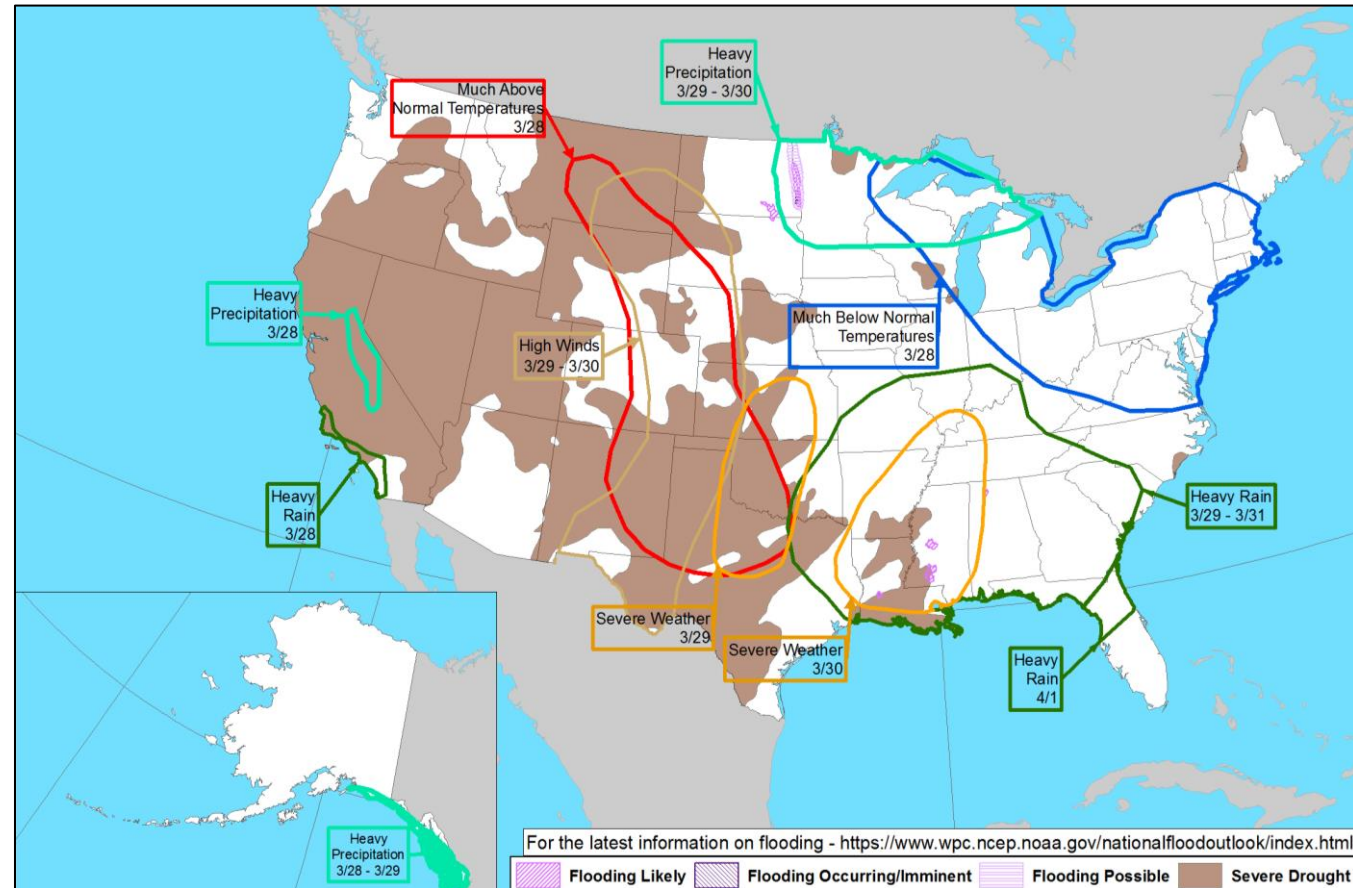 Heavy
Precipitation
3/29 - 3/30
Much Above
Normal Temperatures
3/28
Heavy
Precipitation
3/28
High Winds
3/29 - 3/30
Much Below Normal
Temperatures
3/28
Heavy
Rain
3/28
Heavy Rain
3/29 - 3/31
Severe Weather
3/29
Severe Weather
3/30
Heavy
Rain
4/1
Heavy
Precipitation
3/28 - 3/29
For the latest information on flooding - https://www.wpc.ncep.noaa.gov/nationalfloodoutlook/index.html
Flooding Likely Flooding Occurring/Imminent Flooding Possible Severe Drought